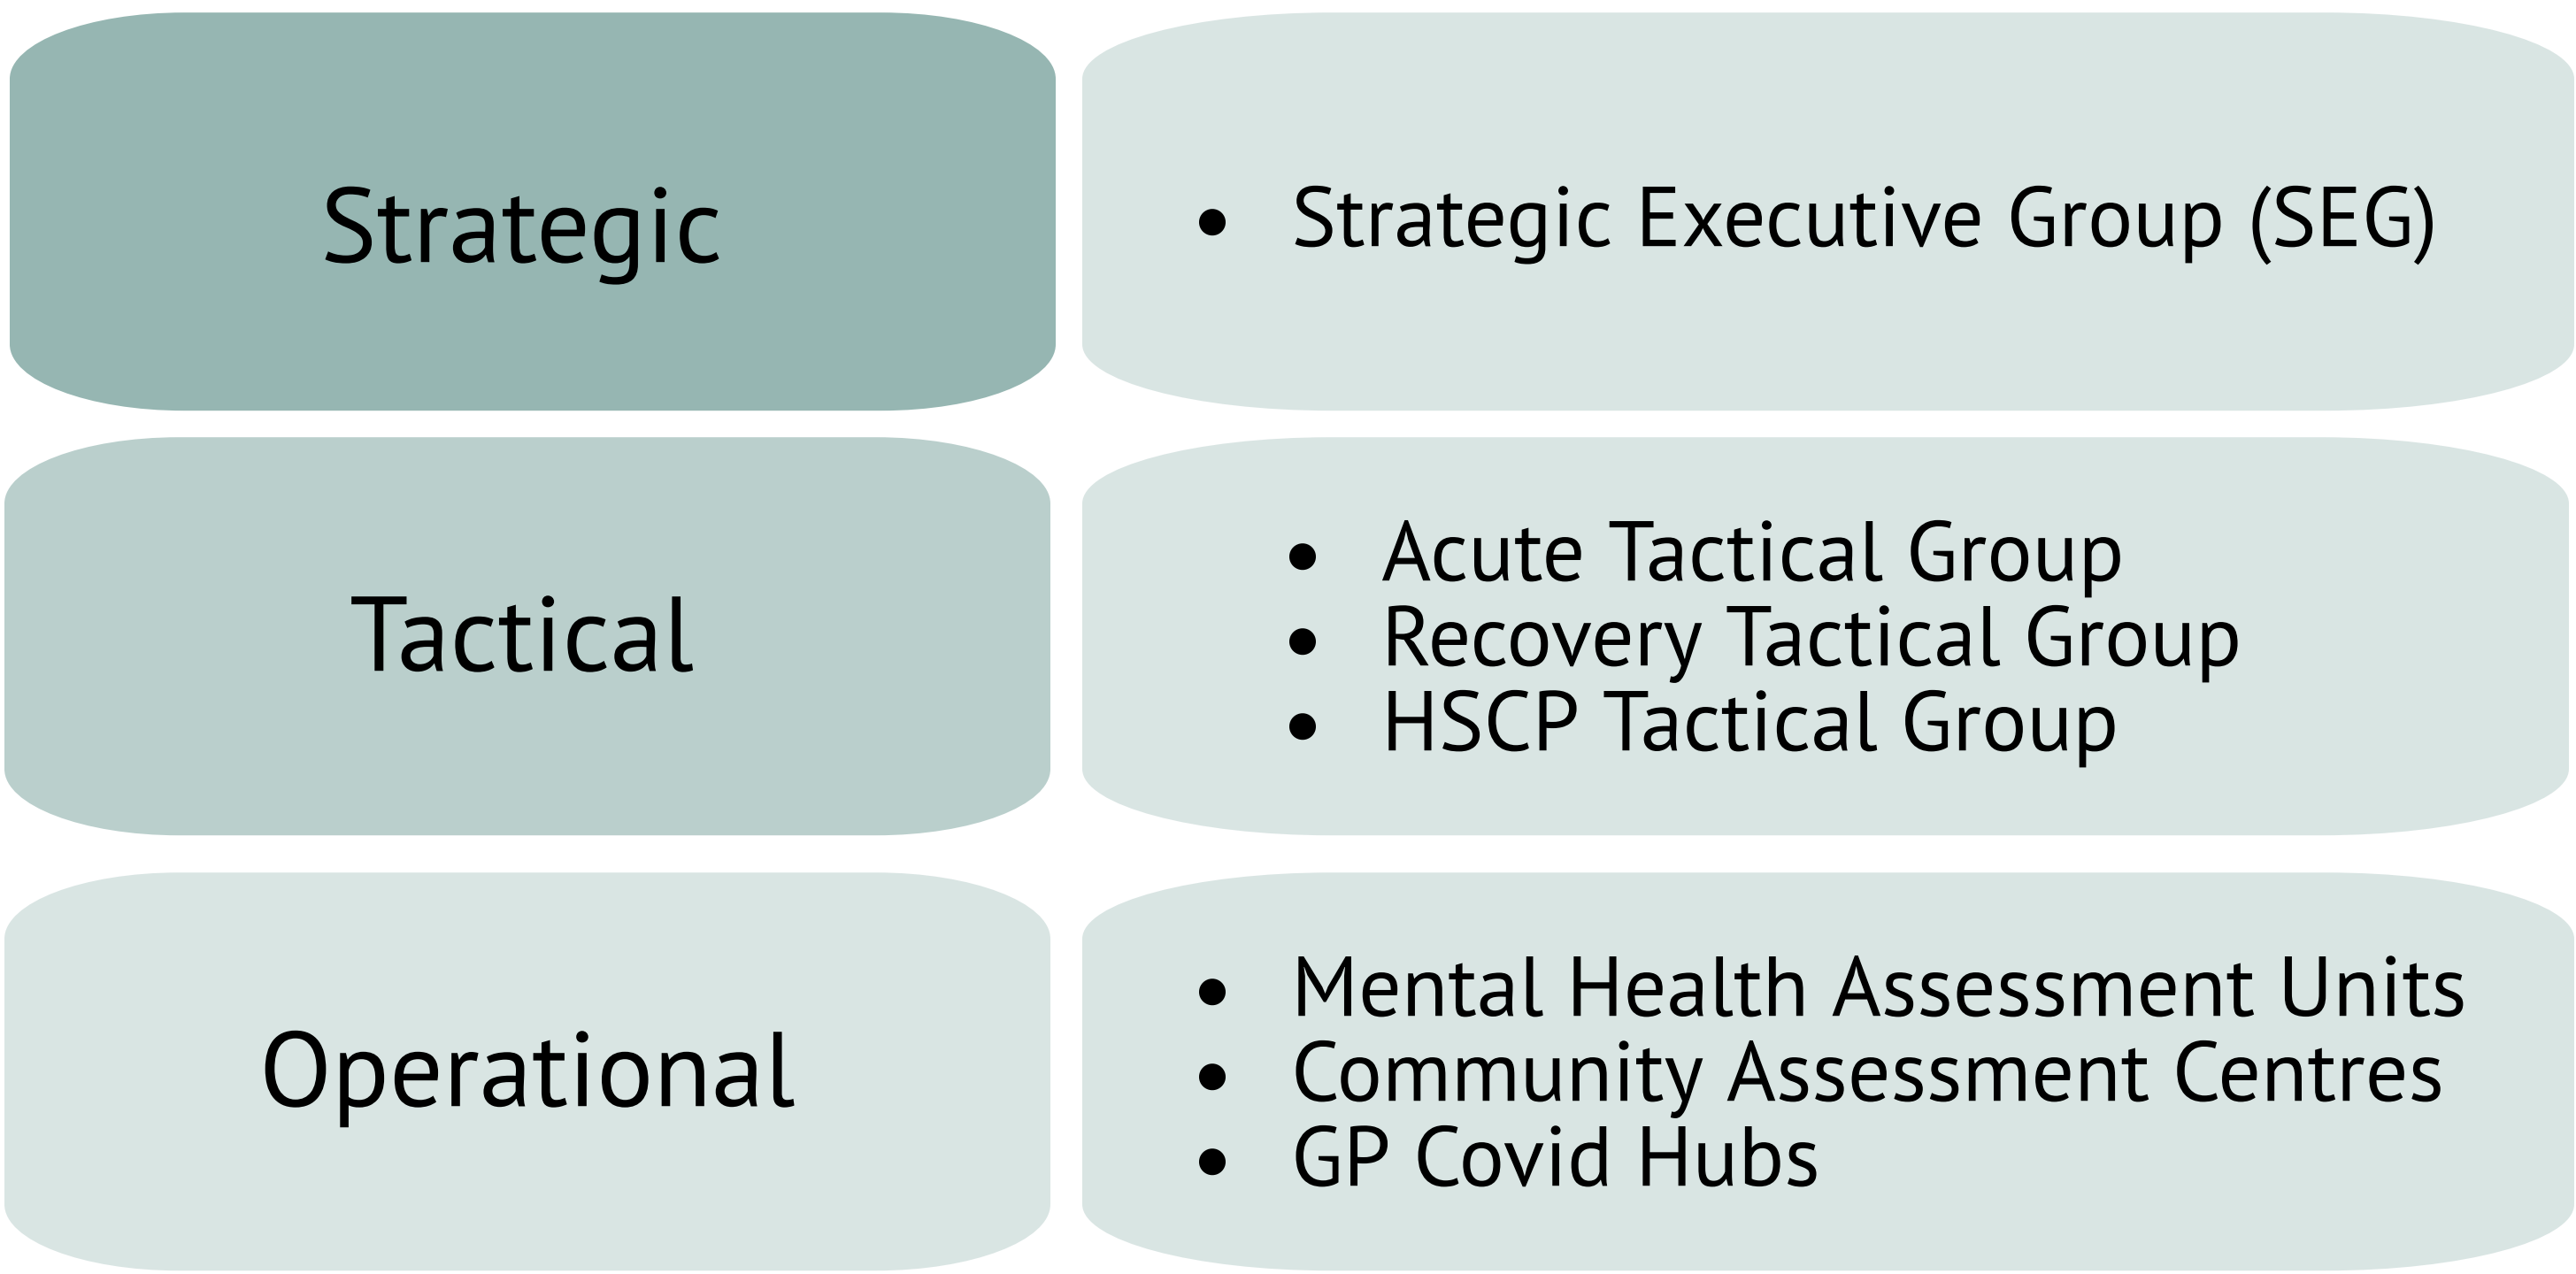 Strategic
• Strategic Executive Group (SEG)
Tactical
• Acute Tactical Group
• Recovery Tactical Group
• HSCP Tactical Group
Operational
• Mental Health Assessment Units
• Community Assessment Centres
• GP Covid Hubs